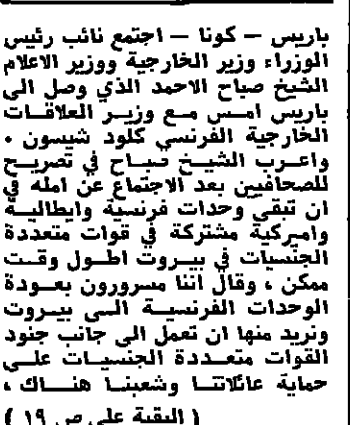 باريس – كونا – اجتمع نائب رئيس
الوزراء وزير الخارجية ووزير الاعلام
الشيخ صباح الاحمد الذي وصل الى
باريس امس مع وزير العلاقات
الخارجية الفرنسي كلود شيسون .
واعرب الشيخ صباح في تصريح
للصحافيين بعد الاجتماع عن امله في
ان تبقى وحدات فرنسية وايطالية
واميركية مشتركة في قوات متعددة
الجنسيات في بيروت اطول وقت
ممكن ، وقال اننا مسرورون بعودة
الوحدات الفرنسية الى بيروت
ونريد منها ان تعمل الى جانب جنود
القوات متعددة الجنسيات على
حماية عائلاتنا وشعبنا هناك ،
( البقية على ص ١٩ )